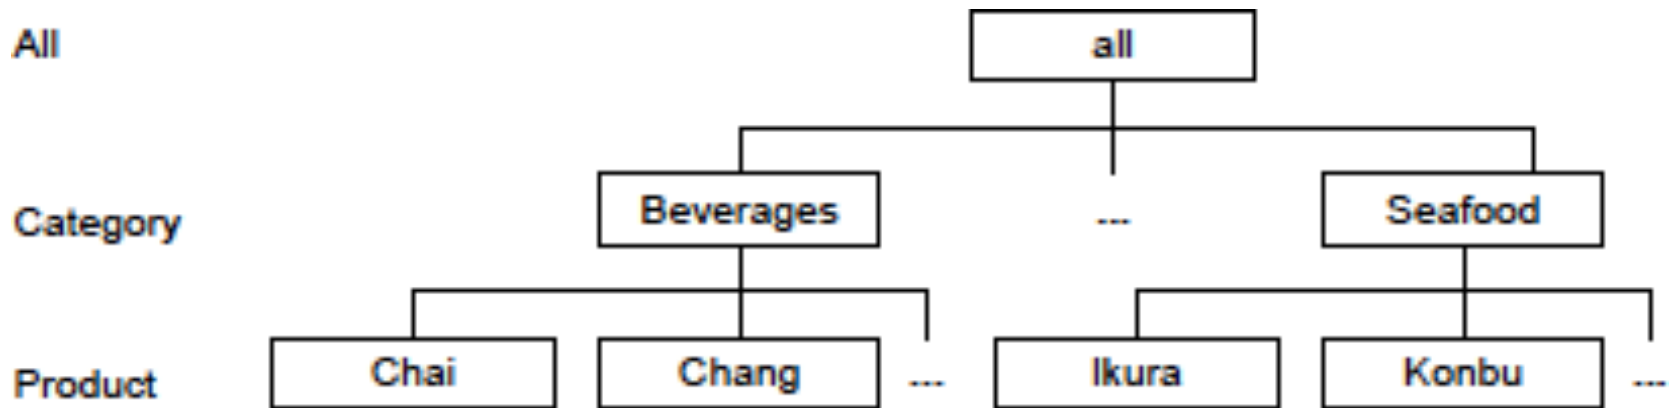 All all
Category Beverages ... Seafood
Product Chai Chang ... Ikura Konbu ...